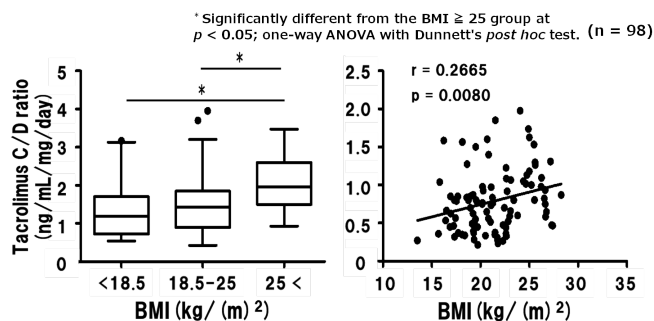 * Significantly different from the BMI ≧ 25 group at
p < 0.05; one-way ANOVA with Dunnett's post hoc test. (n = 98)
Tacrolimus C/D ratio
(ng/mL/mg/day)
5
4
3
2
1
0
*
*
<18.5
18.5-25
25 <
BMI (kg/ (m) ²)
r = 0.2665
p = 0.0080
2.5
2.0
1.5
1.0
0.5
0
10
15
20
25
30
35
BMI (kg/ (m) ²)